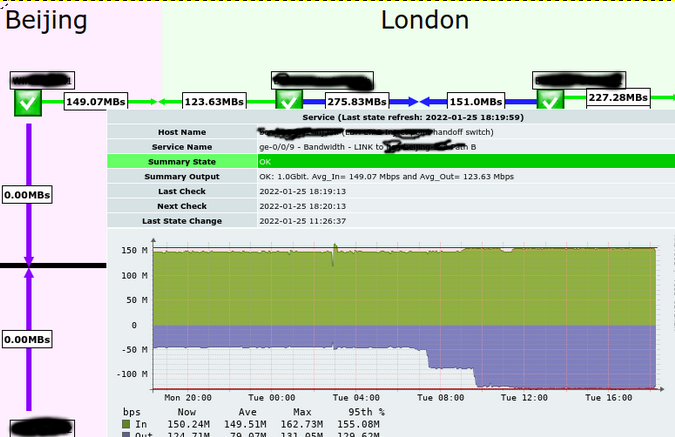 Beijing London
149.07MBs 123.63MBs 275.83MBs 151.0MBs 227.28MBs
Service (Last state refresh: 2022-01-25 18:19:59)
Host Name handoff switch)
Service Name ge-0/0/9 - Bandwidth - LINK to ath B
Summary State OK
Summary Output OK: 1.0Gbit. Avg_In= 149.07 Mbps and Avg_Out= 123.63 Mbps
Last Check 2022-01-25 18:19:13
0.00MBs
Next Check 2022-01-25 18:20:13
Last State Change 2022-01-25 11:26:37
150 M
100 M
50 M
0
0.00MBs
-50 M
-100 M
Mon 20:00 Tue 00:00 Tue 04:00 Tue 08:00 Tue 12:00 Tue 16:00
bps Now Ave Max 95th %
In 150.24M 149.51M 162.73M 155.08M
Out 124.71M 79.07M 131.05M 129.62M